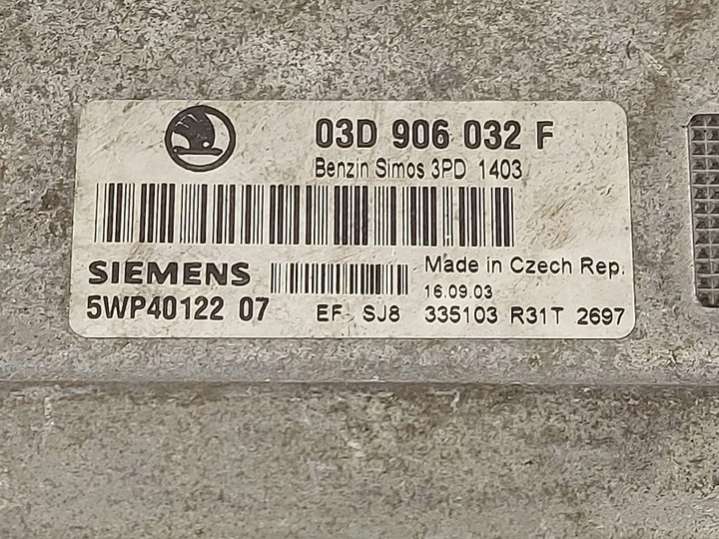 03D 906 032 F
Benzin Simos 3PD 1403
SIEMENS
Made in Czech Rep.
16.09.03
5WP40122 07
EF SJ8 335103 R31T 2697